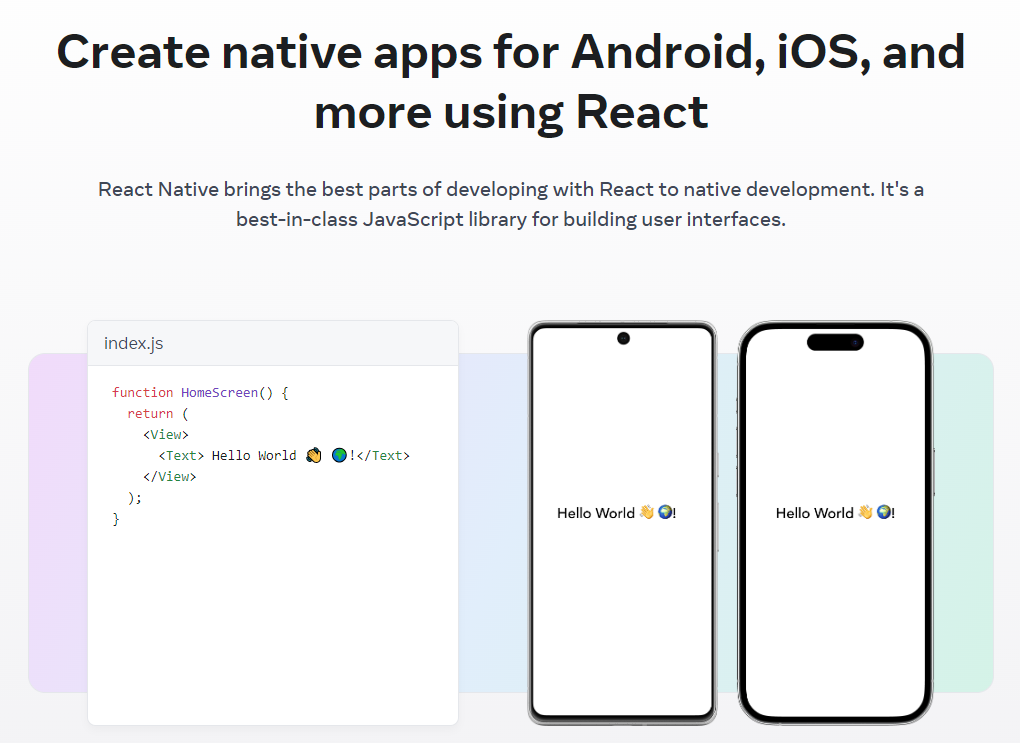 Create native apps for Android, iOS, and
more using React
React Native brings the best parts of developing with React to native development. It's a
best-in-class JavaScript library for building user interfaces.
index.js
function HomeScreen() {
  return (
    <View>
      <Text> Hello World 👋 🌍!</Text>
    </View>
  );
}
Hello World 👋 🌍!
Hello World 👋 🌍!